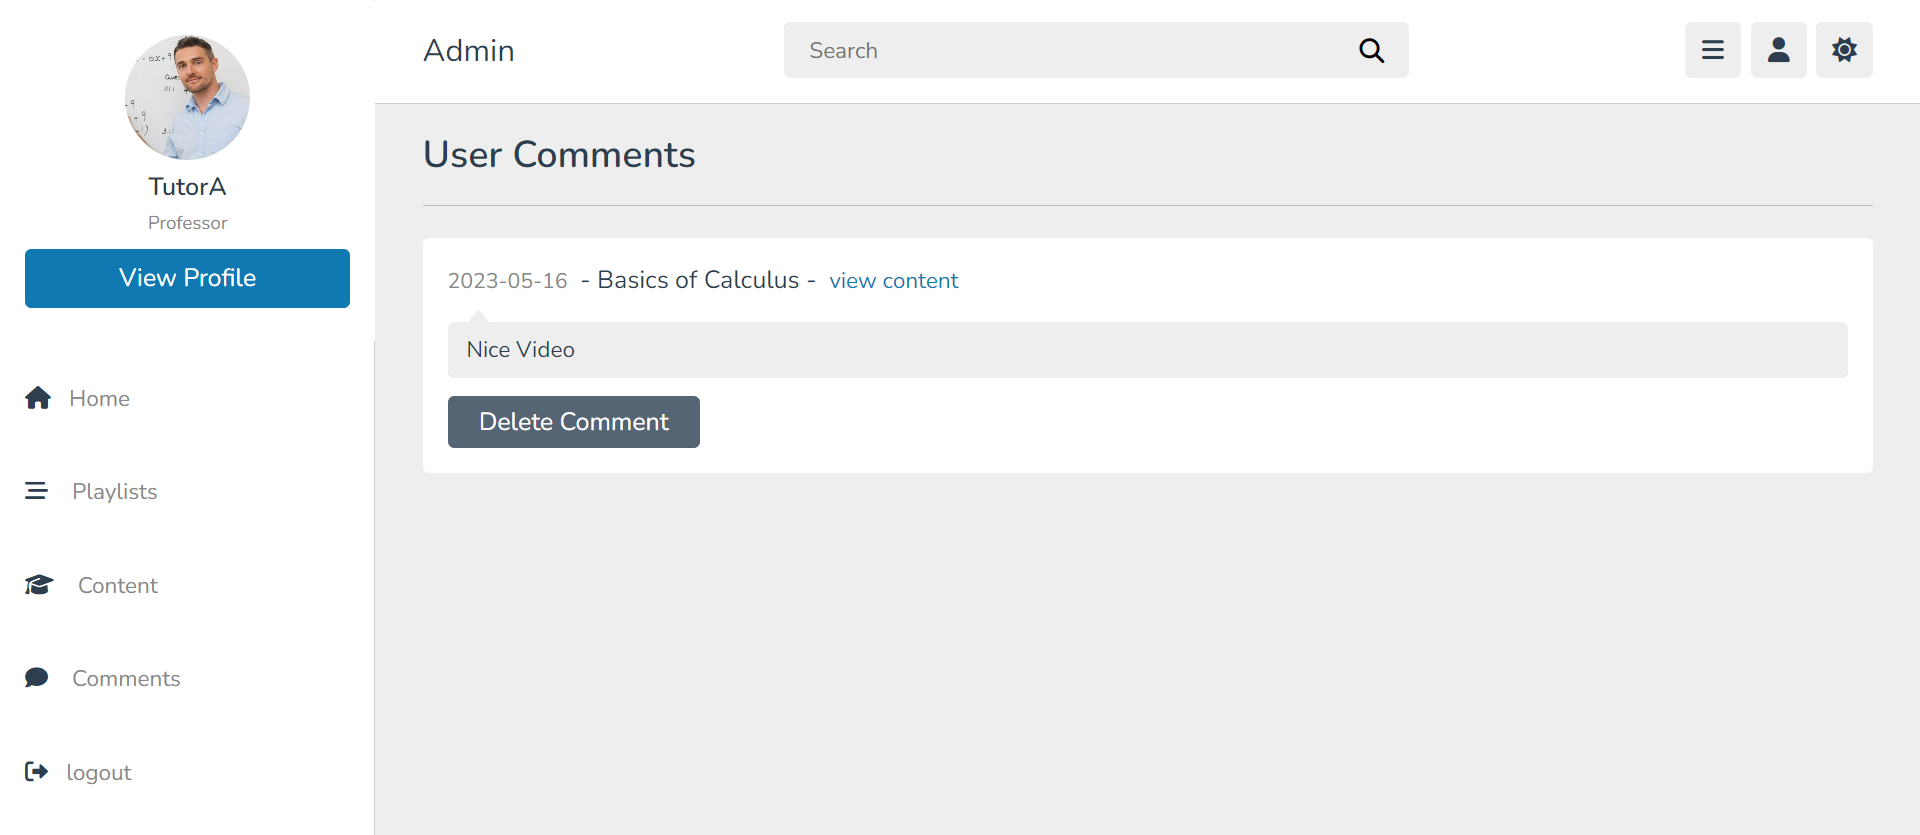 TutorA
Professor
View Profile
Home
Playlists
Content
Comments
logout
Admin
Search
User Comments
2023-05-16 - Basics of Calculus - view content
Nice Video
Delete Comment